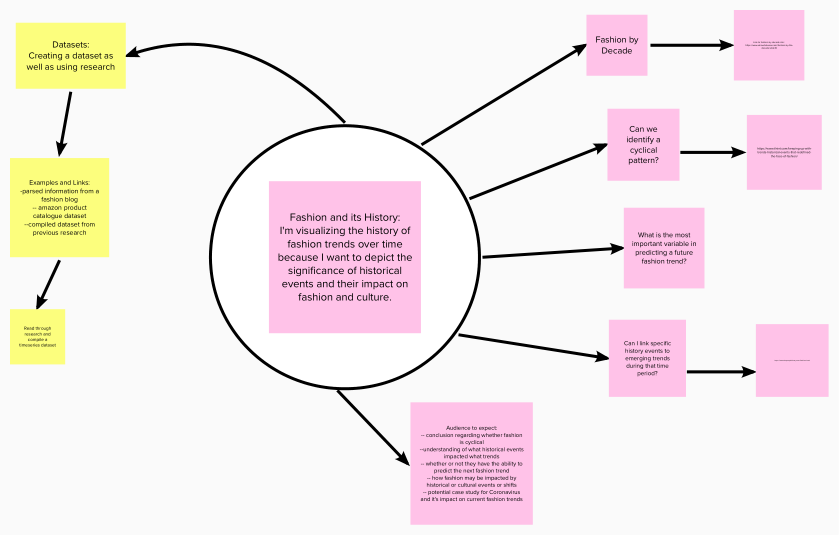 Datasets:
Creating a dataset as
well as using research
Examples and Links:
-parsed information from a
fashion blog
-- amazon product
catalogue dataset
--compiled dataset from
previous research
Read through
research and
compile a
timeseries dataset
Fashion and its History:
I'm visualizing the history of
fashion trends over time
because I want to depict the
significance of historical
events and their impact on
fashion and culture.
Fashion by
Decade
Can we
identify a
cyclical
pattern?
What is the most
important variable in
predicting a future
fashion trend?
Can I link specific
history events to
emerging trends
during that time
period?
Audience to expect:
-- conclusion regarding whether fashion
is cyclical
--understanding of what historical events
impacted what trends
-- whether or not they have the ability to
predict the next fashion trend
-- how fashion may be impacted by
historical or cultural events or shifts
-- potential case study for Coronavirus
and it's impact on current fashion trends